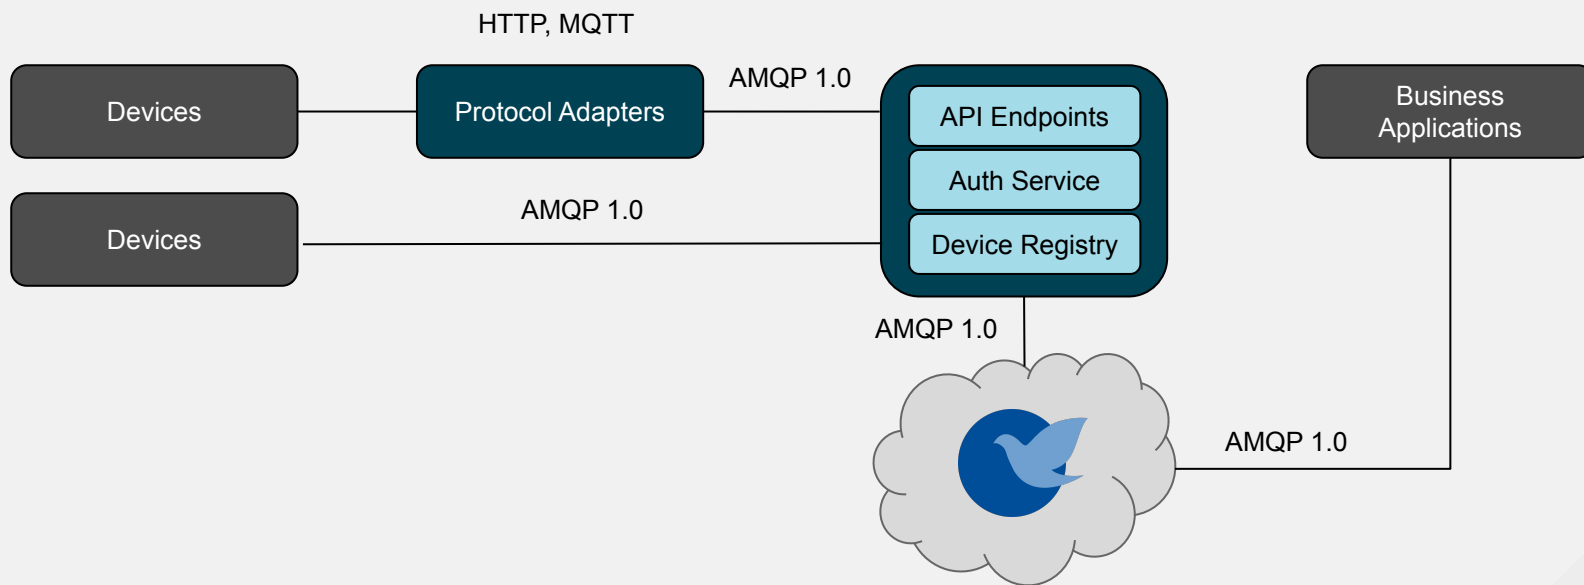 HTTP, MQTT
Devices
Protocol Adapters
AMQP 1.0
API Endpoints
Auth Service
Device Registry
Business
Applications
Devices
AMQP 1.0
AMQP 1.0
AMQP 1.0